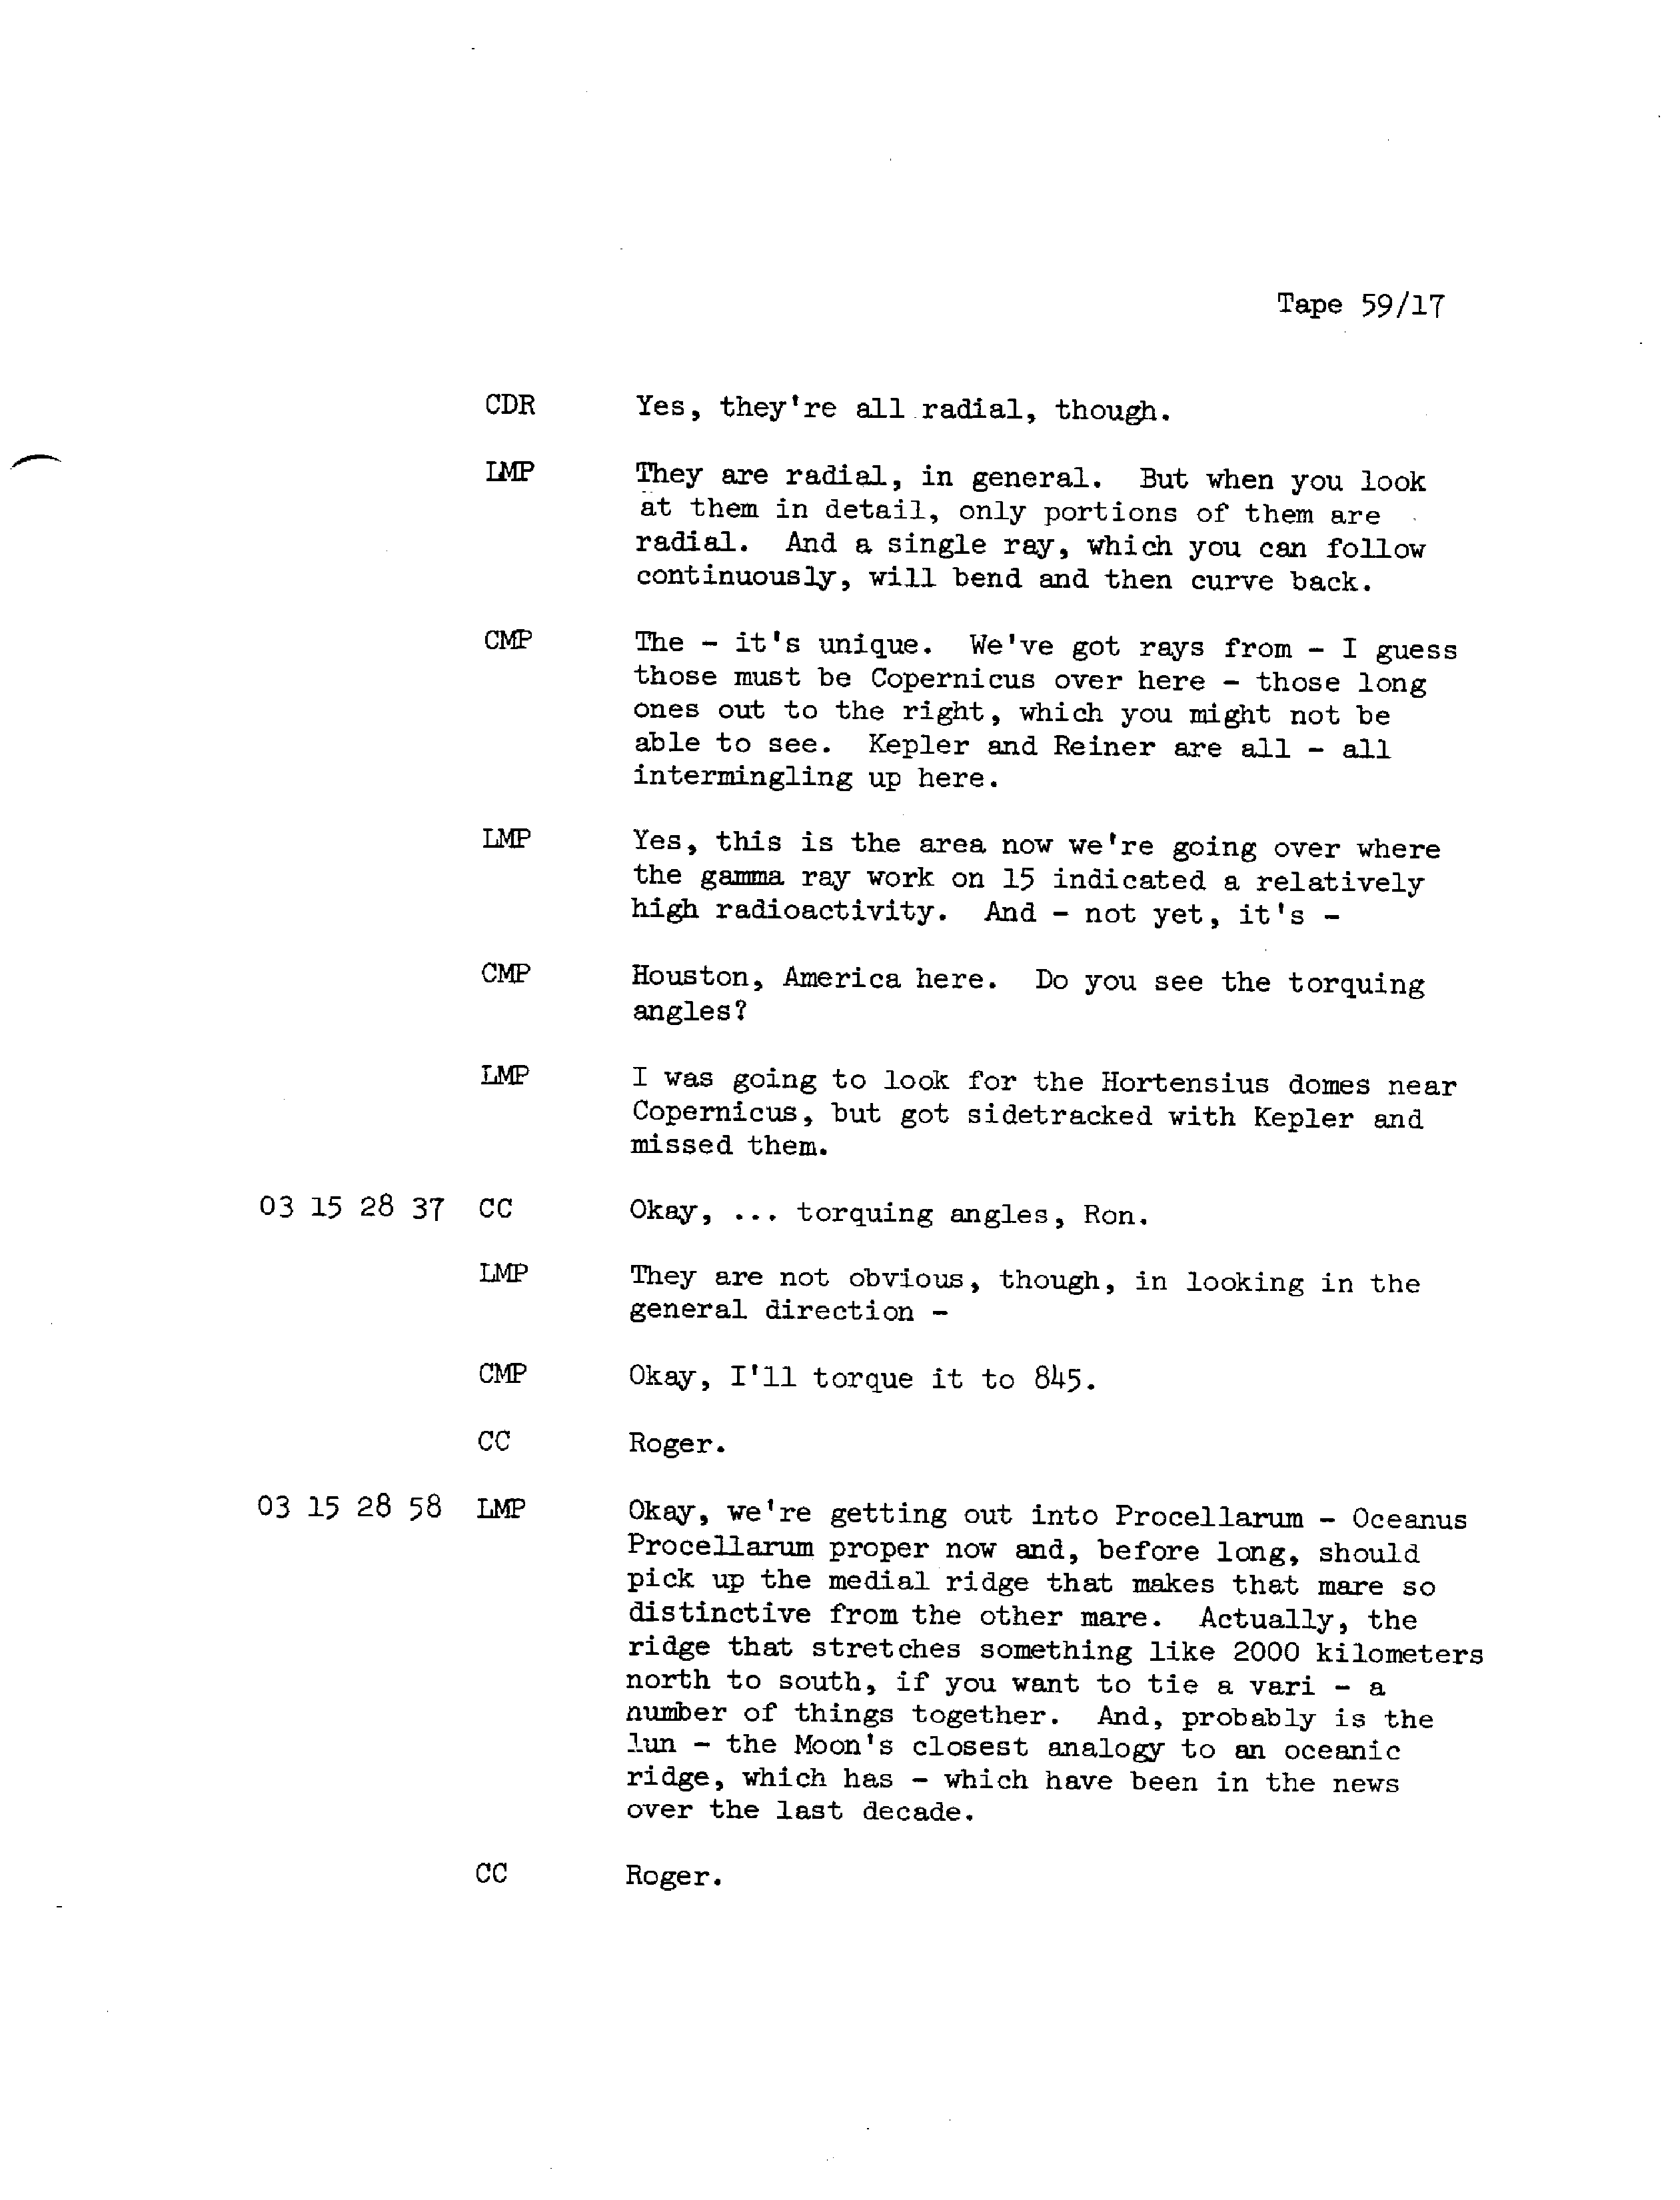 Tape 59/17
CDR Yes, they're all radial, though.
LMP They are radial, in general. But when you look
at them in detail, only portions of them are
radial. And a single ray, which you can follow
continuously, will bend and then curve back.
CMP The - it's unique. We've got rays from - I guess
those must be Copernicus over here - those long
ones out to the right, which you might not be
able to see. Kepler and Reiner are all - all
intermingling up here.
LMP Yes, this is the area now we're going over where
the gamma ray work on 15 indicated a relatively
high radioactivity. And - not yet, it's -
CMP Houston, America here. Do you see the torquing
angles?
LMP I was going to look for the Hortensius domes near
Copernicus, but got sidetracked with Kepler and
missed them.
03 15 28 37 CC Okay, ... torquing angles, Ron.
LMP They are not obvious, though, in looking in the
general direction -
CMP Okay, I'll torque it to 845.
CC Roger.
03 15 28 58 LMP Okay, we're getting out into Procellarum - Oceanus
Procellarum proper now and, before long, should
pick up the medial ridge that makes that mare so
distinctive from the other mare. Actually, the
ridge that stretches something like 2000 kilometers
north to south, if you want to tie a vari - a
number of things together. And, probably is the
lun - the Moon's closest analogy to an oceanic
ridge, which has - which have been in the news
over the last decade.
CC Roger.